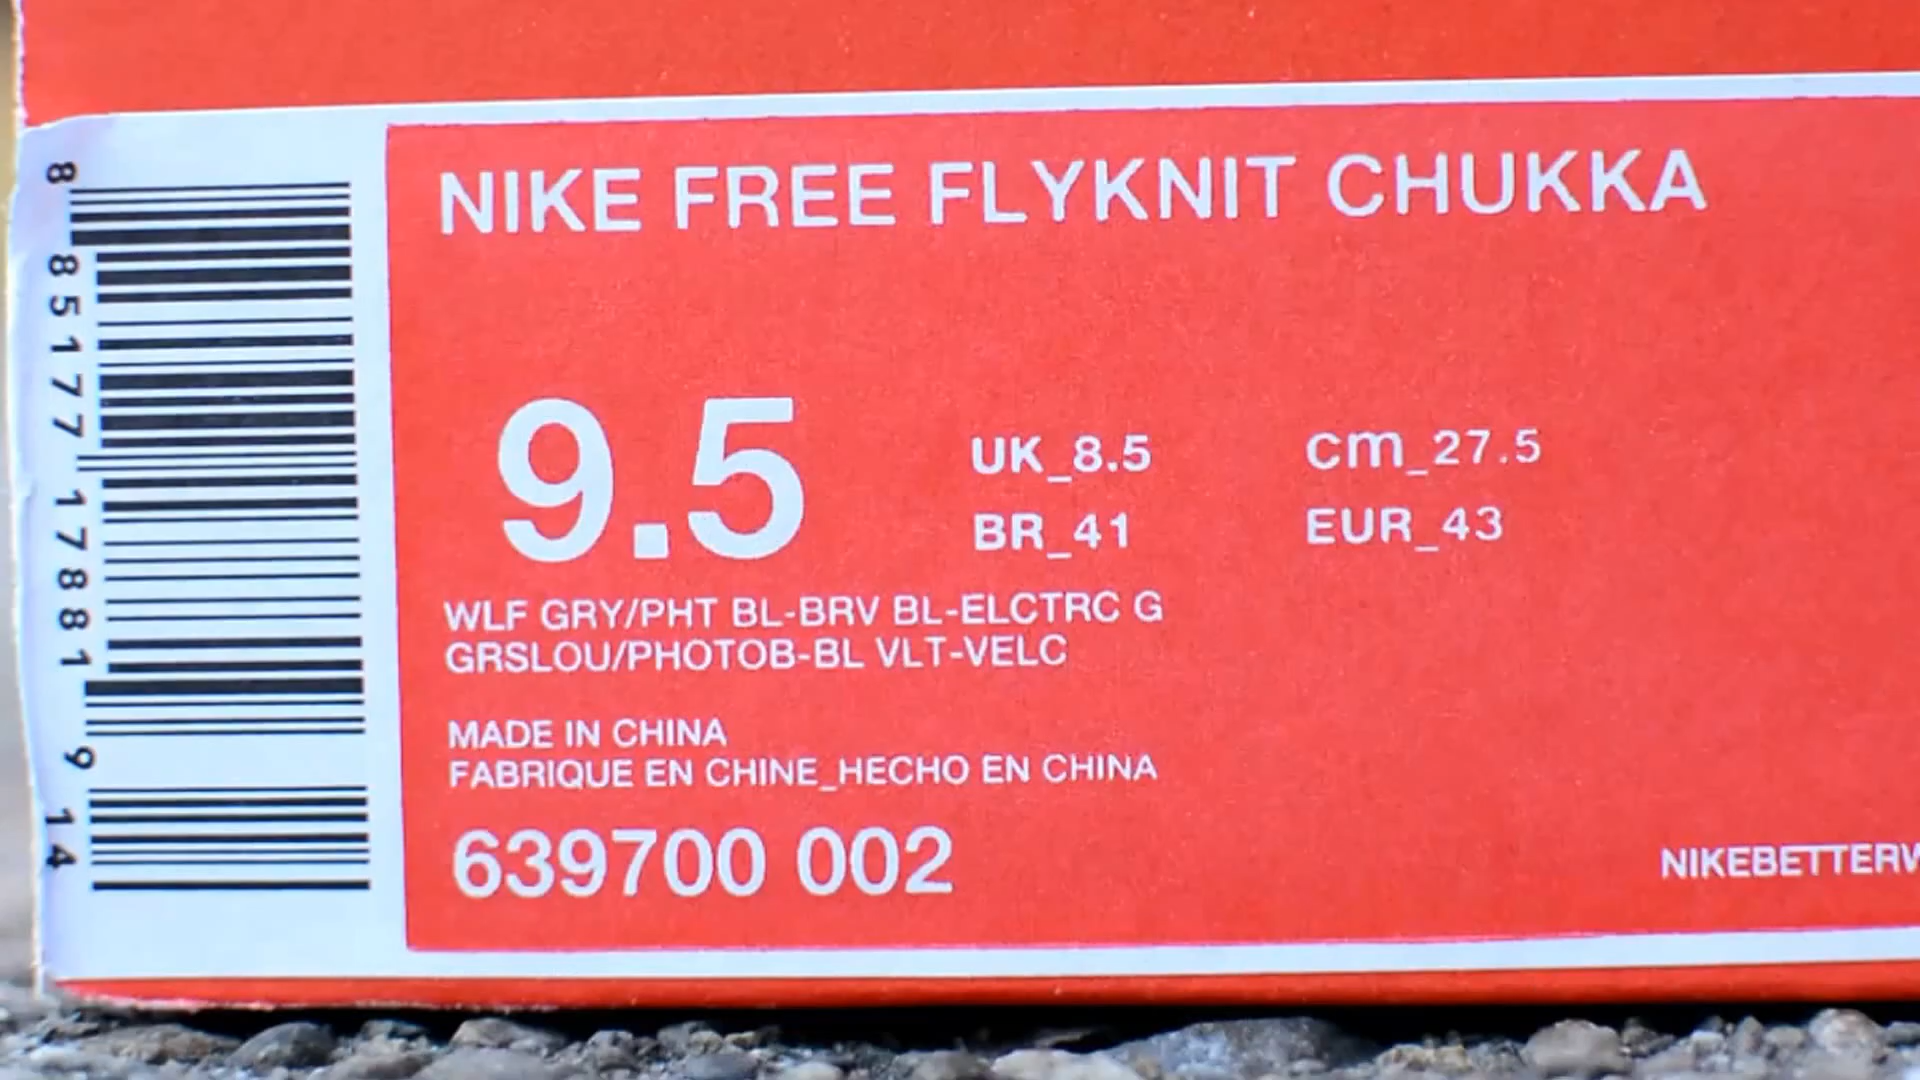 NIKE FREE FLYKNIT CHUKKA
9.5
UK_8.5 cm_27.5
BR_41 EUR_43
WLF GRY/PHT BL-BRV BL-ELCTRC G
GRSLOU/PHOTOB-BL VLT-VELC
MADE IN CHINA
FABRIQUE EN CHINE_HECHO EN CHINA
639700 002
NIKEBETTERW
8 85177 17881 9 14